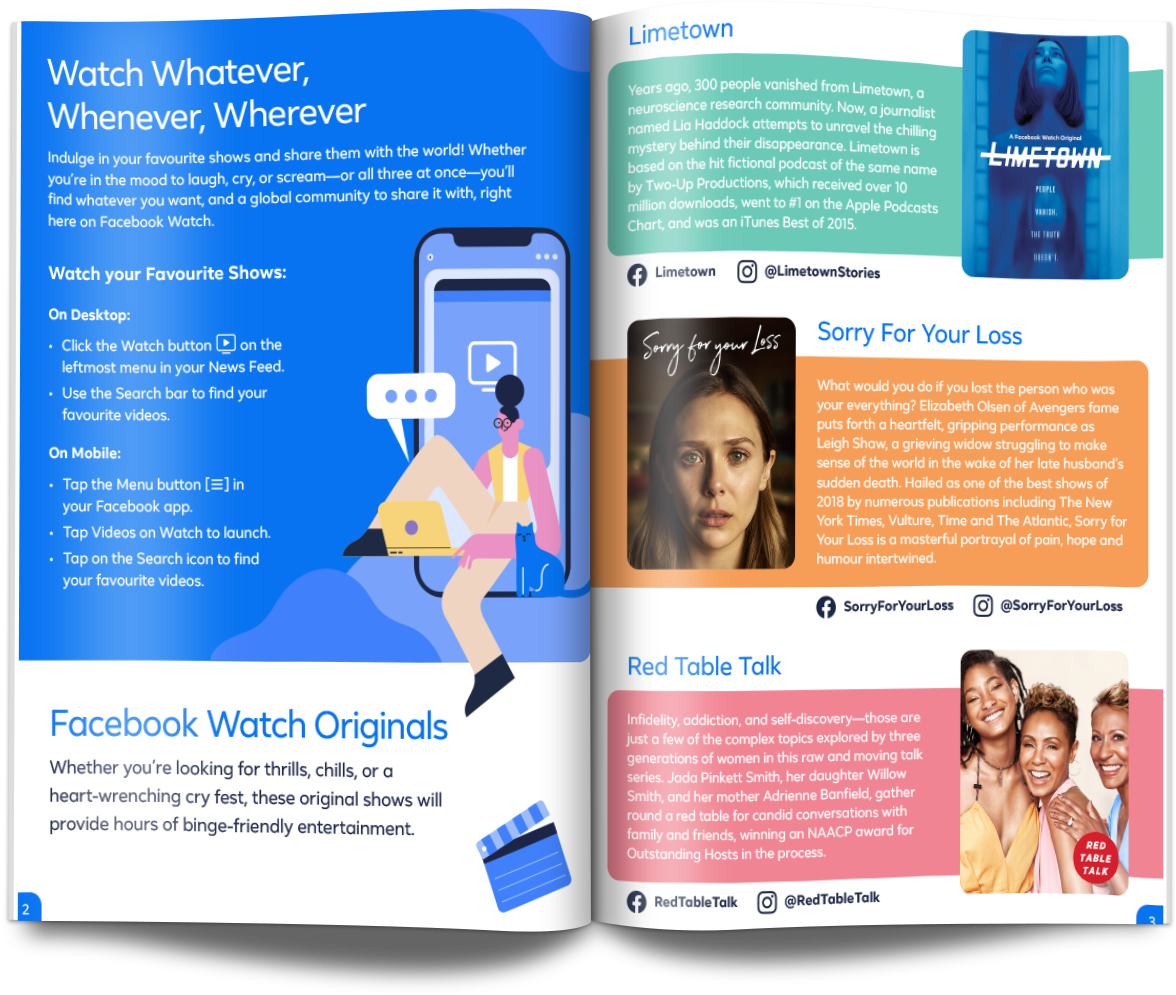 Watch Whatever,
Whenever, Wherever
Indulge in your favourite shows and share them with the world! Whether
you're in the mood to laugh, cry, or scream—or all three at once—you'll
find whatever you want, and a global community to share it with, right
here on Facebook Watch.
Watch your Favourite Shows:
On Desktop:
• Click the Watch button on the
leftmost menu in your News Feed.
• Use the Search bar to find your
favourite videos.
On Mobile:
• Tap the Menu button [☰] in
your Facebook app.
• Tap Videos on Watch to launch.
• Tap on the Search icon to find
your favourite videos.
Facebook Watch Originals
Whether you're looking for thrills, chills, or a
heart-wrenching cry fest, these original shows will
provide hours of binge-friendly entertainment.
2
Limetown
Years ago, 300 people vanished from Limetown, a
neuroscience research community. Now, a journalist
named Lia Haddock attempts to unravel the chilling
mystery behind their disappearance. Limetown is
based on the hit fictional podcast of the same name
by Two-Up Productions, which received over 10
million downloads, went to #1 on the Apple Podcasts
Chart, and was an iTunes Best of 2015.
A Facebook Watch Original
LIMETOWN
PEOPLE
VANISH.
THE TRUTH
DOESN'T.
Limetown @LimetownStories
Sorry for your Loss
Sorry For Your Loss
What would you do if you lost the person who was
your everything? Elizabeth Olsen of Avengers fame
puts forth a heartfelt, gripping performance as
Leigh Shaw, a grieving widow struggling to make
sense of the world in the wake of her late husband's
sudden death. Hailed as one of the best shows of
2018 by numerous publications including The New
York Times, Vulture, Time and The Atlantic, Sorry for
Your Loss is a masterful portrayal of pain, hope and
humour intertwined.
SorryForYourLoss @SorryForYourLoss
Red Table Talk
Infidelity, addiction, and self-discovery—those are
just a few of the complex topics explored by three
generations of women in this raw and moving talk
series. Jada Pinkett Smith, her daughter Willow
Smith, and her mother Adrienne Banfield, gather
round a red table for candid conversations with
family and friends, winning an NAACP award for
Outstanding Hosts in the process.
RED
TABLE
TALK
RedTableTalk @RedTableTalk
3